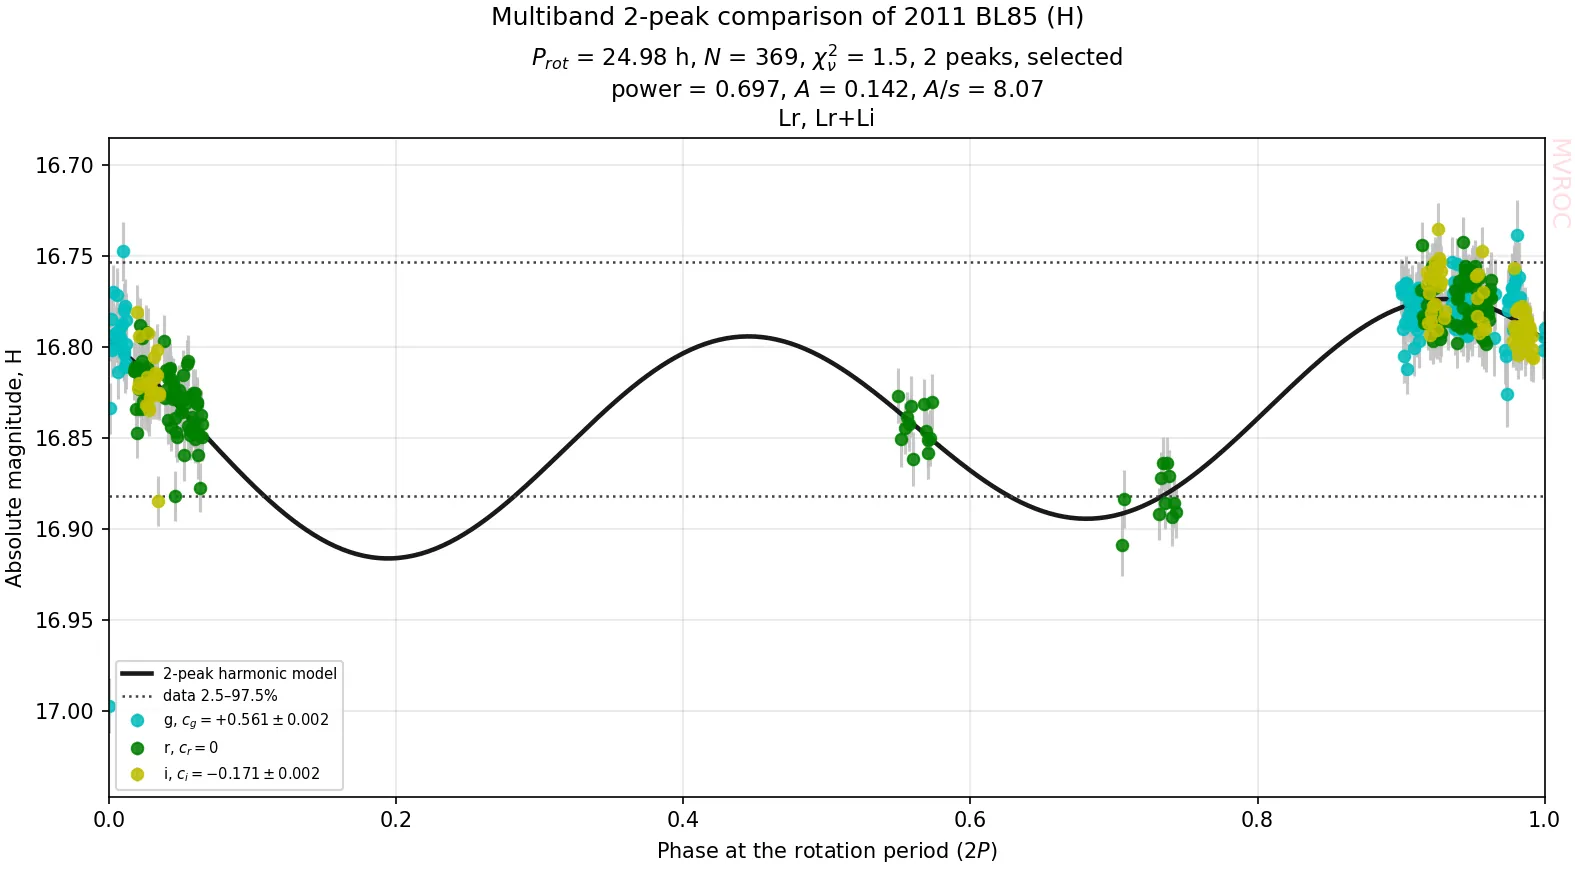 Multiband 2-peak comparison of 2011 BL85 (H)
P_rot = 24.98 h, N = 369, χ²_ν = 1.5, 2 peaks, selected
power = 0.697, A = 0.142, A/s = 8.07
Lr, Lr+Li
MVROC
Absolute magnitude, H
16.70
16.75
16.80
16.85
16.90
16.95
17.00
2-peak harmonic model
data 2.5–97.5%
g, c_g = +0.561 ± 0.002
r, c_r = 0
i, c_i = −0.171 ± 0.002
0.0 0.2 0.4 0.6 0.8 1.0
Phase at the rotation period (2P)